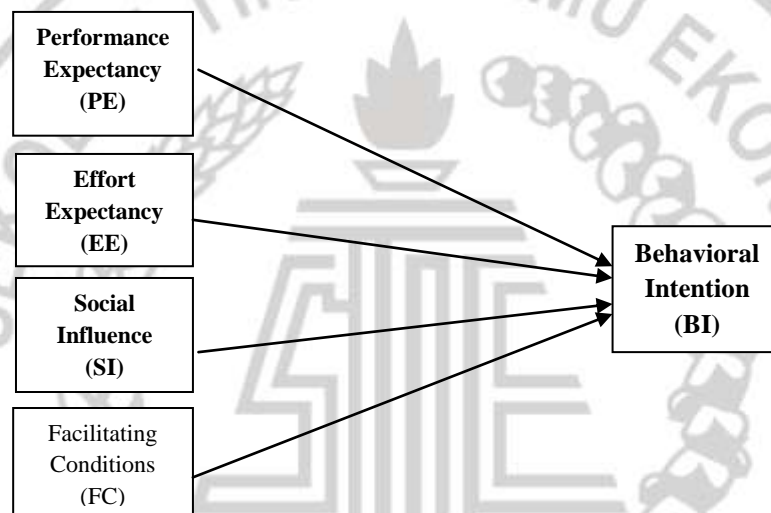 Performance
Expectancy
(PE)
Effort
Expectancy
(EE)
Social
Influence
(SI)
Facilitating
Conditions
(FC)
Behavioral
Intention
(BI)